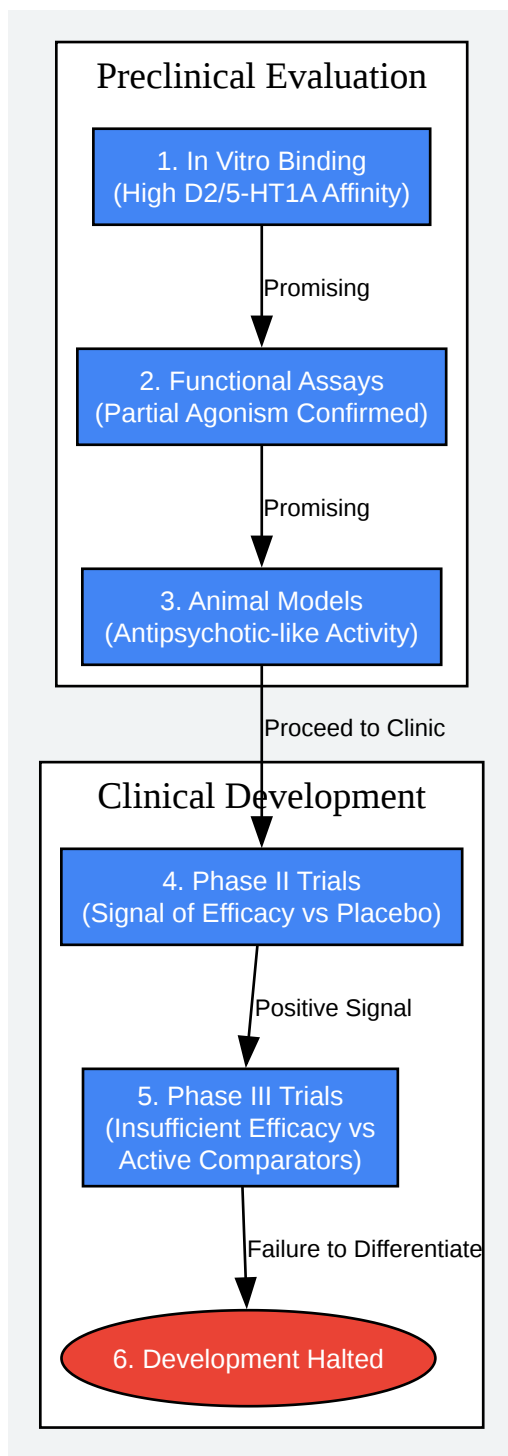 Preclinical Evaluation
1. In Vitro Binding
(High D2/5-HT1A Affinity)
Promising
2. Functional Assays
(Partial Agonism Confirmed)
Promising
3. Animal Models
(Antipsychotic-like Activity)
Proceed to Clinic
Clinical Development
4. Phase II Trials
(Signal of Efficacy vs Placebo)
Positive Signal
5. Phase III Trials
(Insufficient Efficacy vs
Active Comparators)
Failure to Differentiate
6. Development Halted